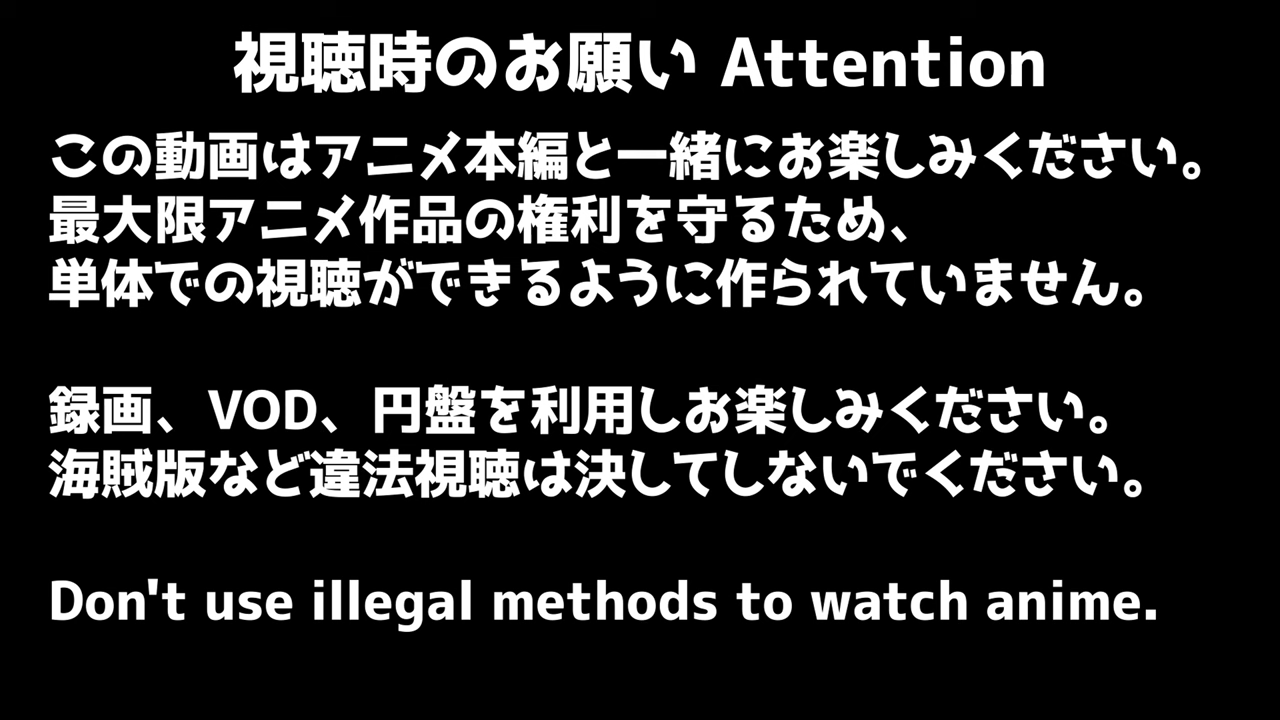 視聴時のお願い Attention
この動画はアニメ本編と一緒にお楽しみください。
最大限アニメ作品の権利を守るため、
単体での視聴ができるように作られていません。
録画、VOD、円盤を利用しお楽しみください。
海賊版など違法視聴は決してしないでください。
Don't use illegal methods to watch anime.